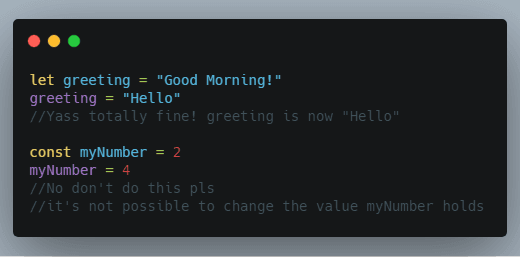 let greeting = "Good Morning!"
greeting = "Hello"
//Yass totally fine! greeting is now "Hello"
const myNumber = 2
myNumber = 4
//No don't do this pls
//it's not possible to change the value myNumber holds